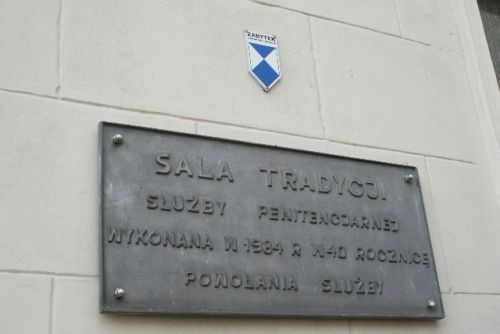 ZABYTEK
SALA TRADYCJI
SŁUŻBY PENITENCJARNEJ
WYKONANA W 1984 R W 40 ROCZNICĘ
POWOŁANIA SŁUŻBY